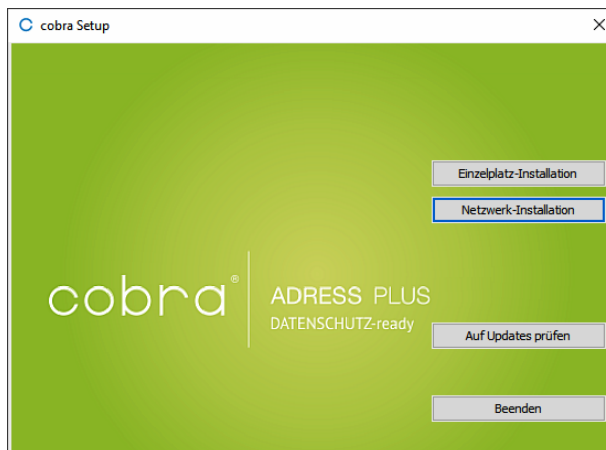 cobra Setup
Einzelplatz-Installation
Netzwerk-Installation
cobra®
ADRESS PLUS
DATENSCHUTZ-ready
Auf Updates prüfen
Beenden